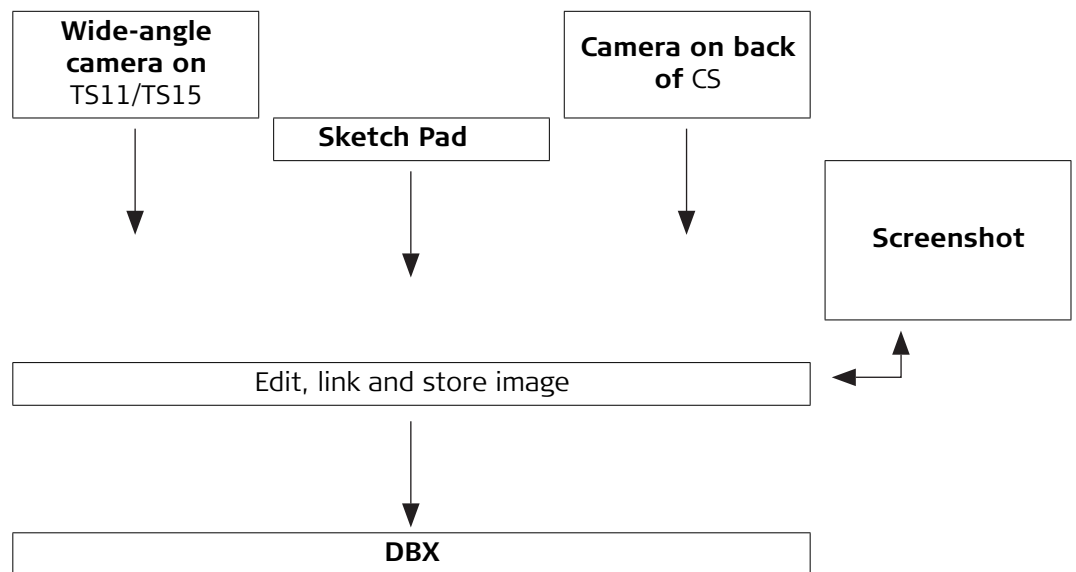 Wide-angle
camera on
TS11/TS15
Sketch Pad
Camera on back
of CS
Screenshot
Edit, link and store image
DBX